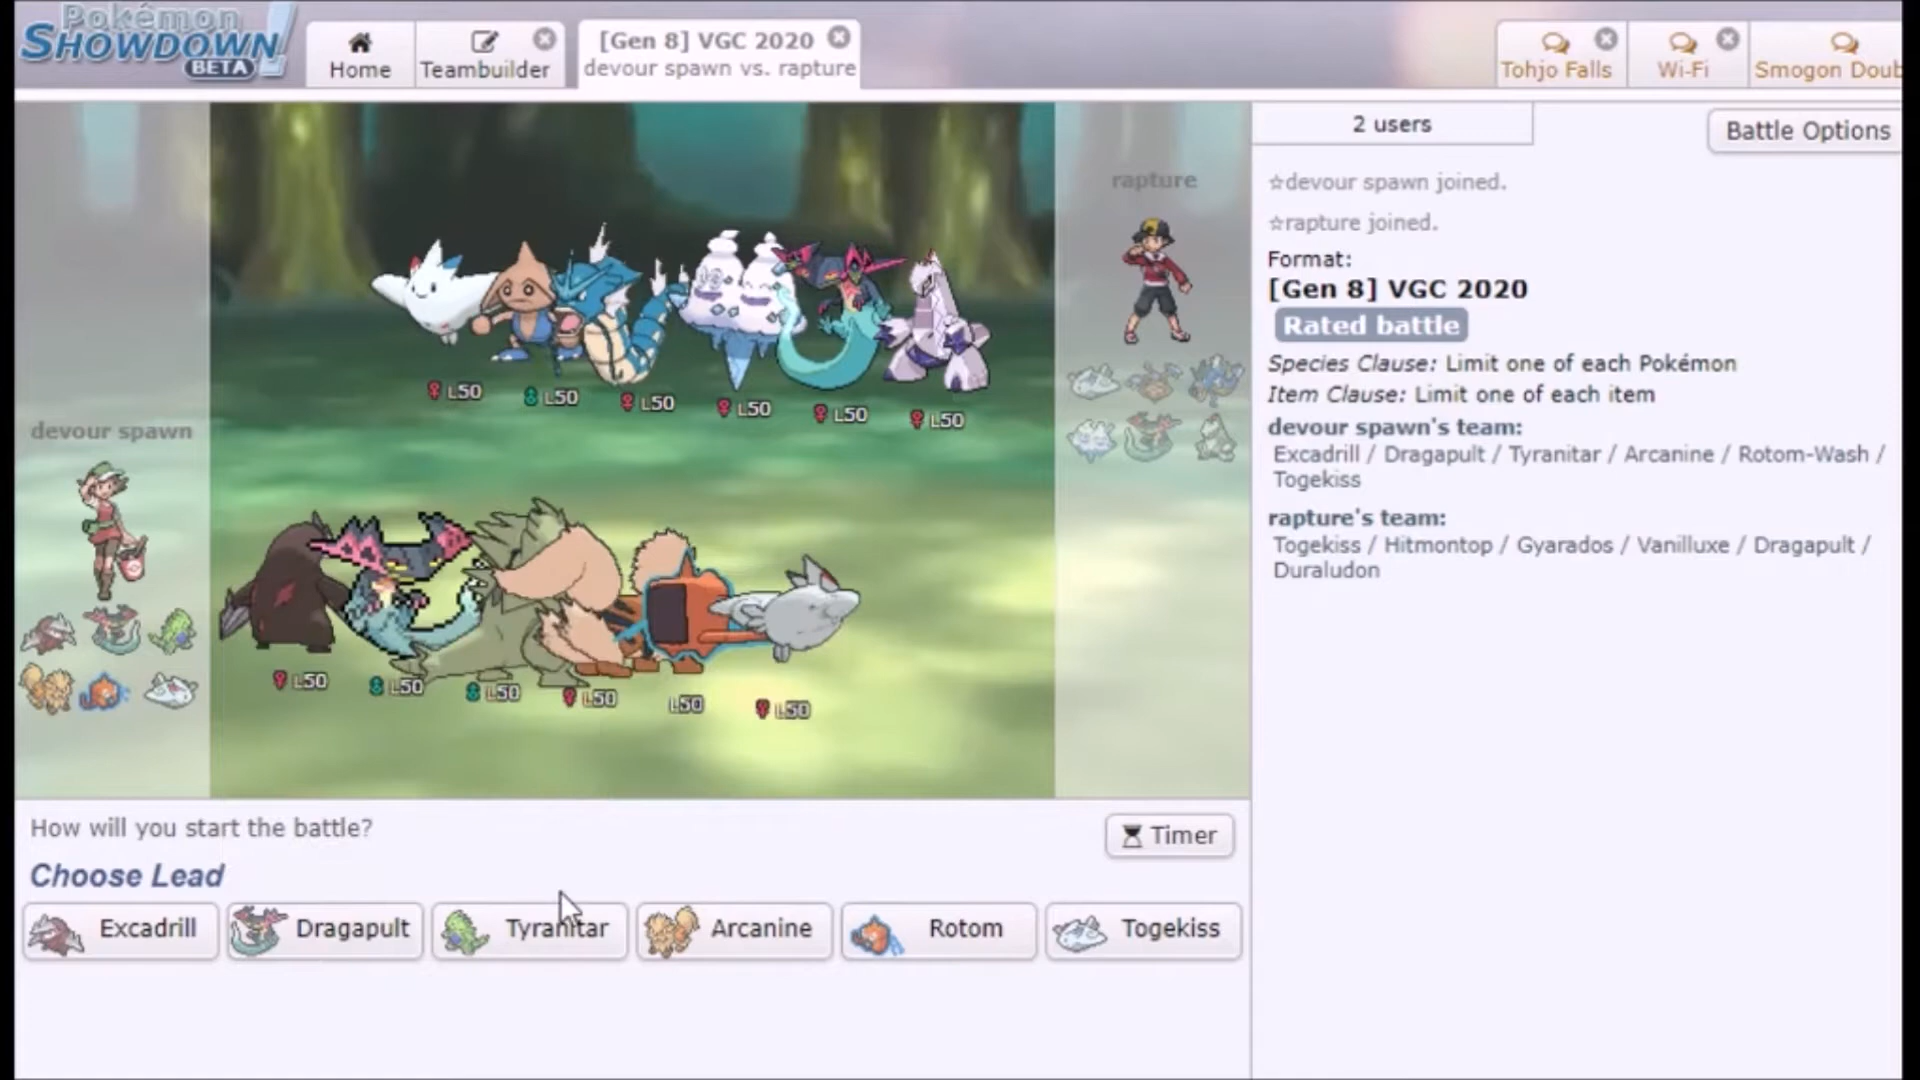 Pokémon
SHOWDOWN!
BETA
Home
Teambuilder
[Gen 8] VGC 2020
devour spawn vs. rapture
Tohjo Falls
Wi-Fi
Smogon Doub
2 users
Battle Options
☆devour spawn joined.
☆rapture joined.
Format:
[Gen 8] VGC 2020
Rated battle
Species Clause: Limit one of each Pokémon
Item Clause: Limit one of each item
devour spawn's team:
Excadrill / Dragapult / Tyranitar / Arcanine / Rotom-Wash /
Togekiss
rapture's team:
Togekiss / Hitmontop / Gyarados / Vanilluxe / Dragapult /
Duraludon
rapture
L50
L50
L50
L50
L50
L50
devour spawn
L50
L50
L50
L50
L50
L50
How will you start the battle?
Timer
Choose Lead
Excadrill
Dragapult
Tyranitar
Arcanine
Rotom
Togekiss